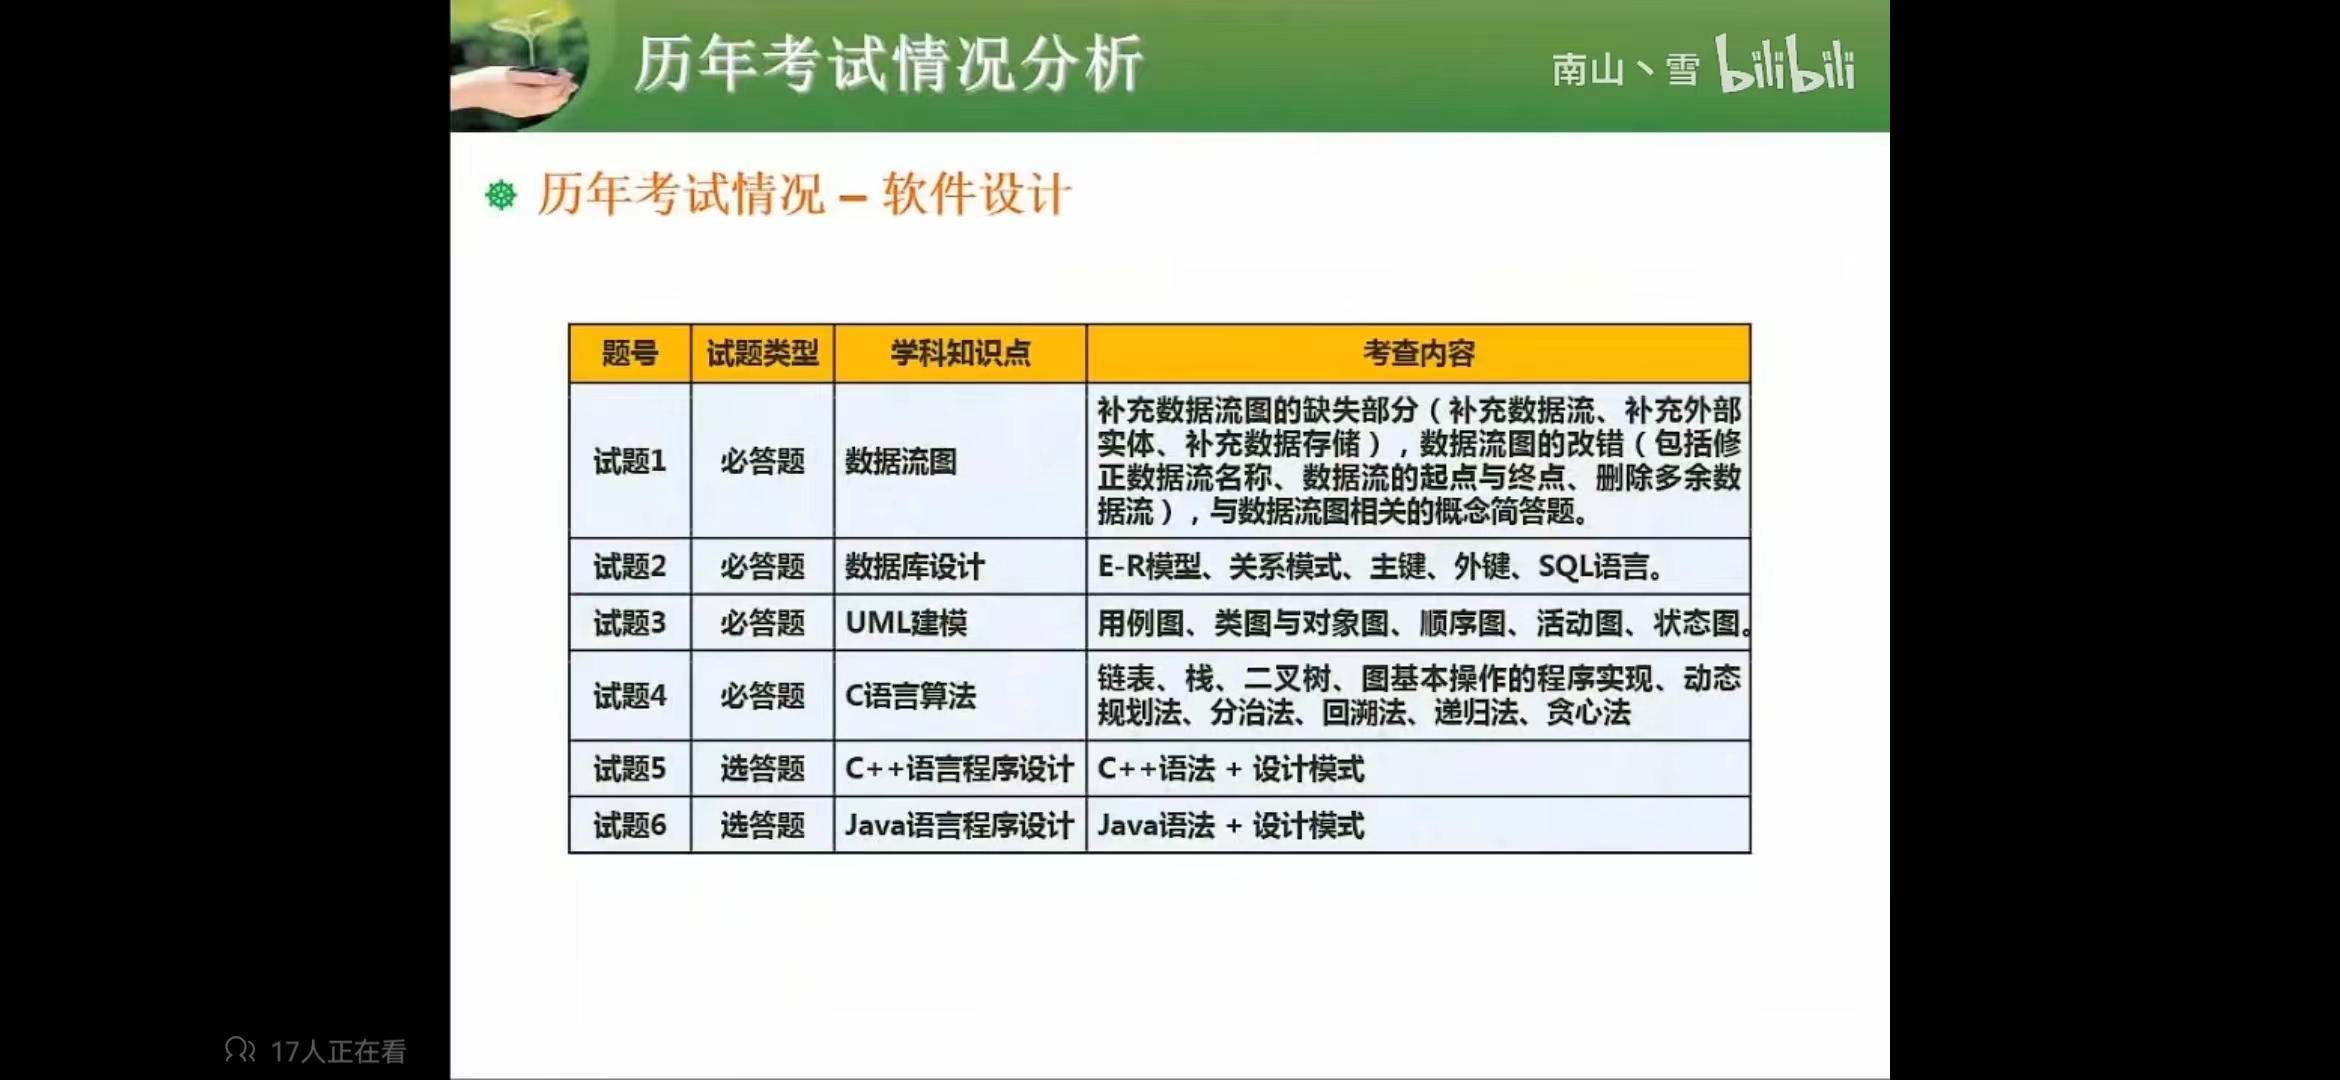 历年考试情况分析
南山丶雪 bilibili
历年考试情况 – 软件设计
题号 试题类型 学科知识点 考查内容
试题1 必答题 数据流图 补充数据流图的缺失部分（补充数据流、补充外部
实体、补充数据存储），数据流图的改错（包括修
正数据流名称、数据流的起点与终点、删除多余数
据流），与数据流图相关的概念简答题。
试题2 必答题 数据库设计 E-R模型、关系模式、主键、外键、SQL语言。
试题3 必答题 UML建模 用例图、类图与对象图、顺序图、活动图、状态图。
试题4 必答题 C语言算法 链表、栈、二叉树、图基本操作的程序实现、动态
规划法、分治法、回溯法、递归法、贪心法
试题5 选答题 C++语言程序设计 C++语法 + 设计模式
试题6 选答题 Java语言程序设计 Java语法 + 设计模式
17人正在看